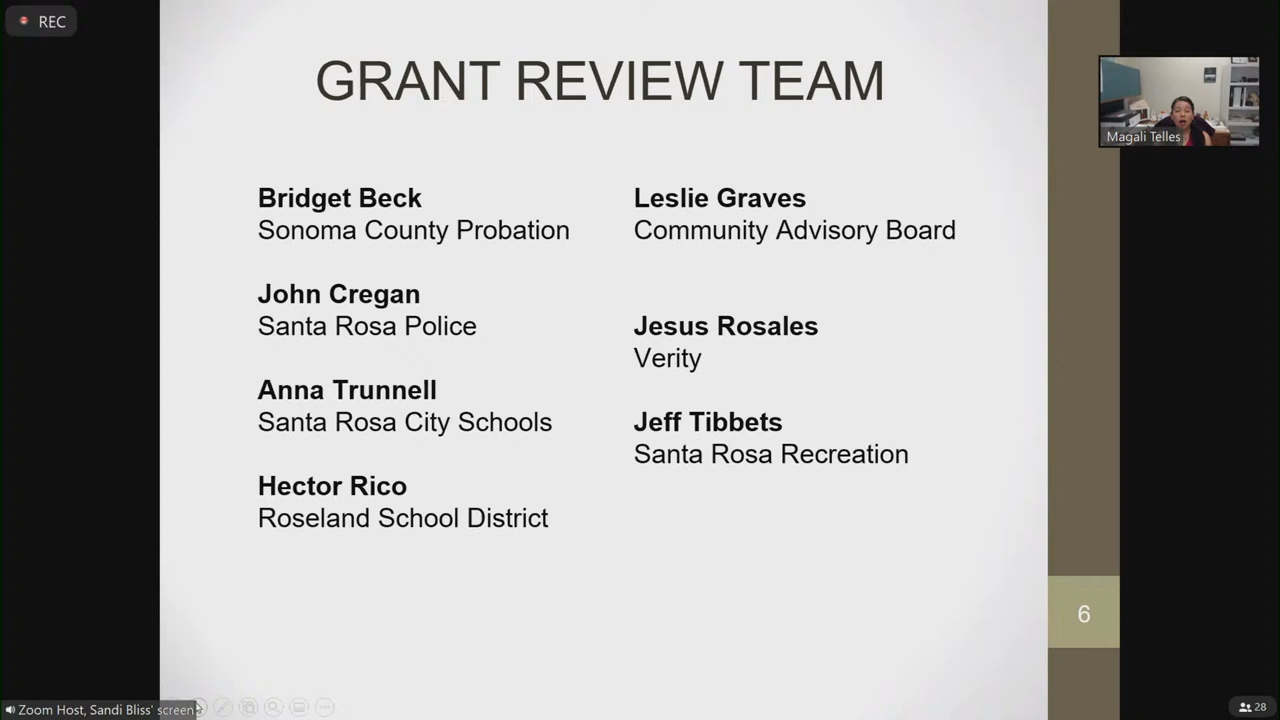 REC
GRANT REVIEW TEAM
Magali Telles
Bridget Beck
Sonoma County Probation
John Cregan
Santa Rosa Police
Anna Trunnell
Santa Rosa City Schools
Hector Rico
Roseland School District
Leslie Graves
Community Advisory Board
Jesus Rosales
Verity
Jeff Tibbets
Santa Rosa Recreation
6
Zoom Host, Sandi Bliss' screen
28